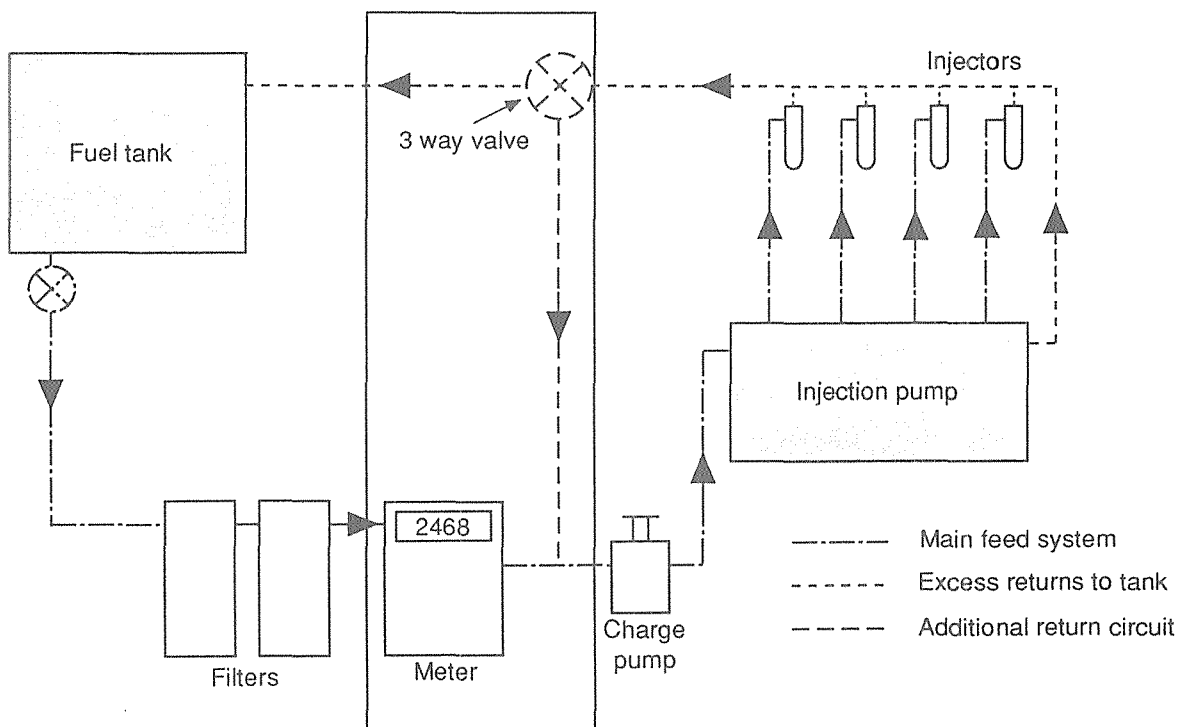 Injectors
Fuel tank
3 way valve
Injection pump
2468
Main feed system
Excess returns to tank
Additional return circuit
Charge
pump
Filters
Meter